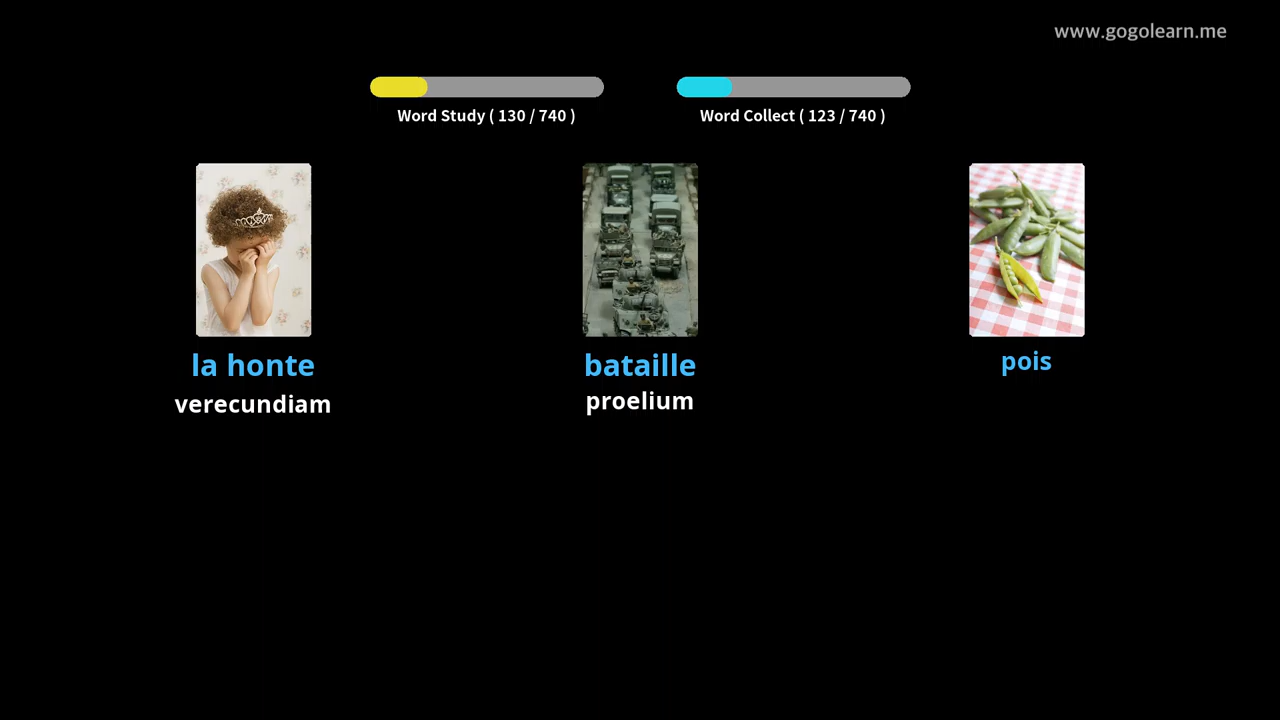 www.gogolearn.me
Word Study ( 130 / 740 )
Word Collect ( 123 / 740 )
la honte
verecundiam
bataille
proelium
pois